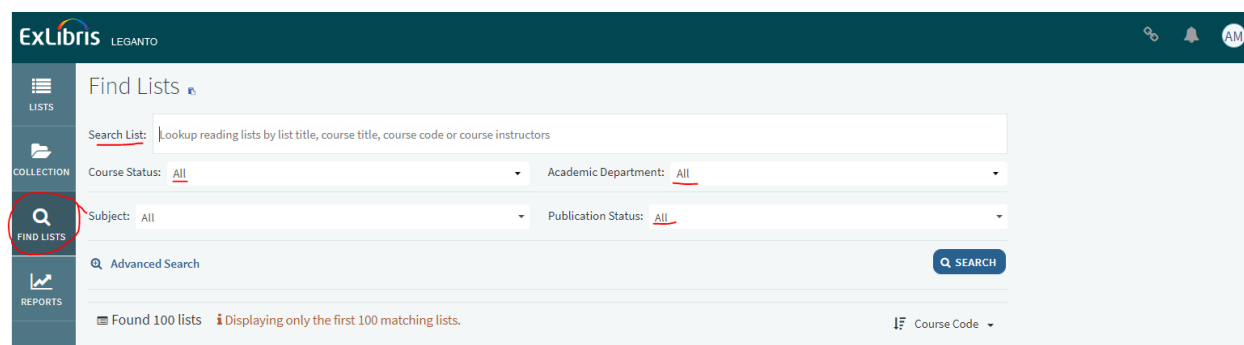 ExLibris LEGANTO
AM
LISTS
COLLECTION
FIND LISTS
REPORTS
Find Lists
Search List: Lookup reading lists by list title, course title, course code or course instructors
Course Status: All Academic Department: All
Subject: All Publication Status: All
Advanced Search SEARCH
Found 100 lists Displaying only the first 100 matching lists.
Course Code